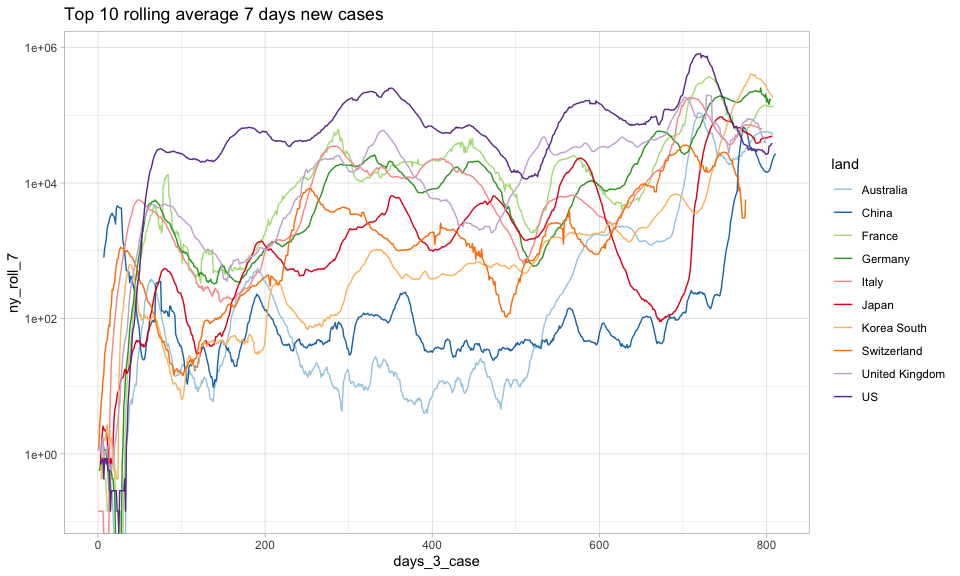 Top 10 rolling average 7 days new cases
ny_roll_7
1e+06
1e+04
1e+02
1e+00
0 200 400 600 800
days_3_case
land
Australia
China
France
Germany
Italy
Japan
Korea South
Switzerland
United Kingdom
US